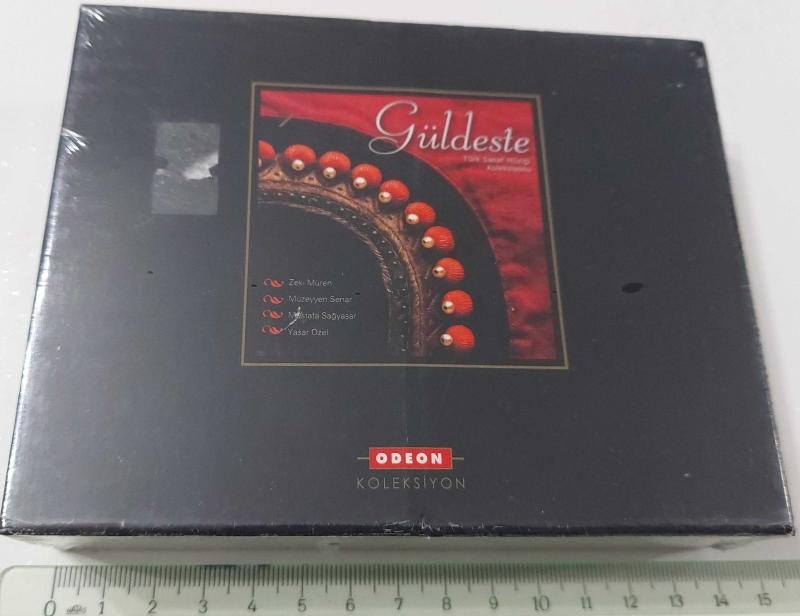 Güldeste
Türk Sanat Müziği
Koleksiyonu
Zeki Müren
Müzeyyen Senar
Mustafa Sağyaşar
Yaşar Özel
ODEON
KOLEKSİYON
0 1 2 3 4 5 6 7 8 9 10 11 12 13 14 15